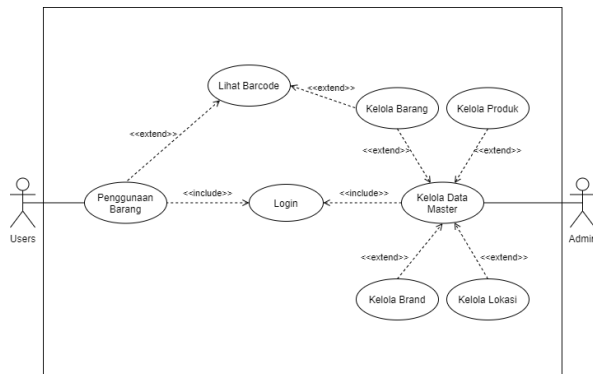 Lihat Barcode
<<extend>>
Kelola Barang
Kelola Produk
<<extend>>
<<extend>>
<<extend>>
Users
Penggunaan
Barang
<<include>>
Login
<<include>>
Kelola Data
Master
Admin
<<extend>>
<<extend>>
Kelola Brand
Kelola Lokasi